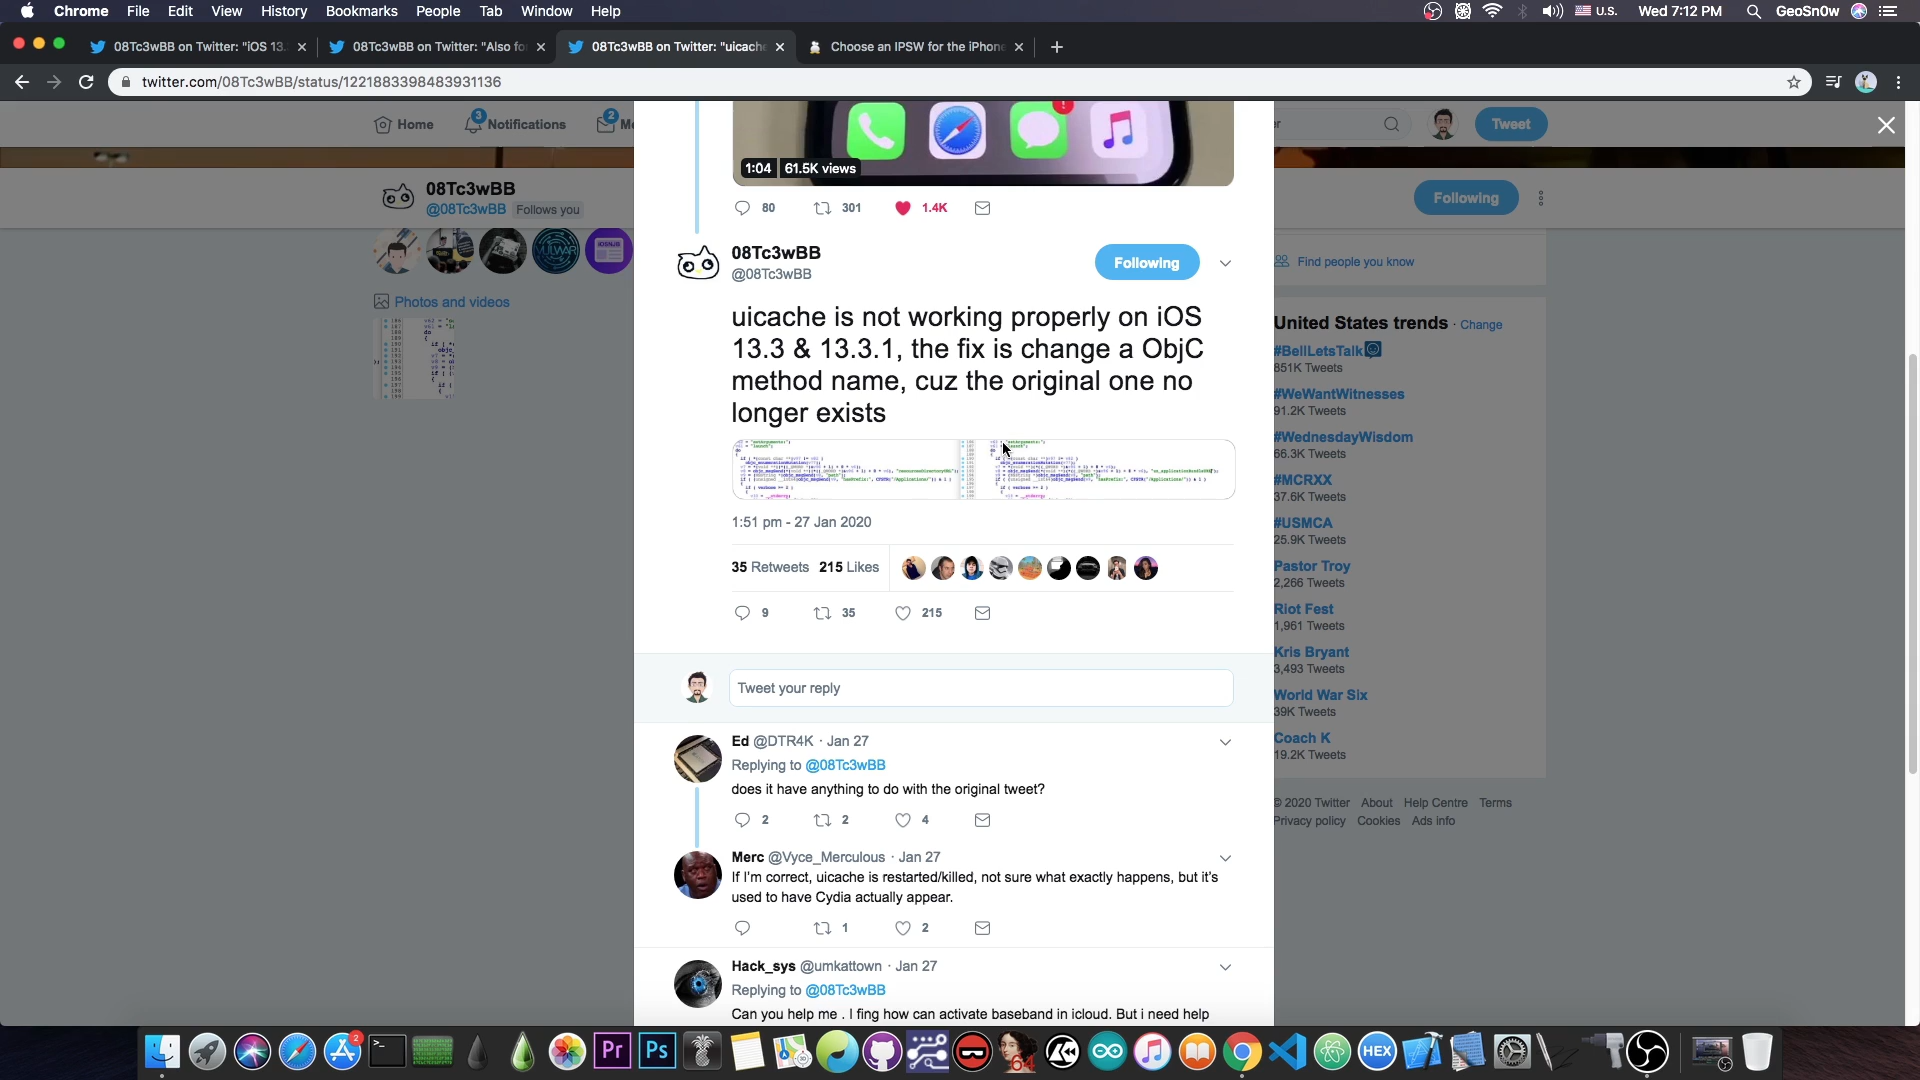 Chrome File Edit View History Bookmarks People Tab Window Help U.S. Wed 7:12 PM GeoSn0w
08Tc3wBB on Twitter: "iOS 13. 08Tc3wBB on Twitter: "Also fo 08Tc3wBB on Twitter: "uicache Choose an IPSW for the iPhone
twitter.com/08Tc3wBB/status/1221883398483931136
Home 3 Notifications 2 Me Tweet
1:04 61.5K views
08Tc3wBB
@08Tc3wBB Follows you
Following
80 301 1.4K
08Tc3wBB
@08Tc3wBB
Following
Photos and videos
uicache is not working properly on iOS
13.3 & 13.3.1, the fix is change a ObjC
method name, cuz the original one no
longer exists
1:51 pm - 27 Jan 2020
35 Retweets 215 Likes
9 35 215
Tweet your reply
Ed @DTR4K · Jan 27
Replying to @08Tc3wBB
does it have anything to do with the original tweet?
2 2 4
Merc @Vyce_Merculous · Jan 27
If I'm correct, uicache is restarted/killed, not sure what exactly happens, but it's
used to have Cydia actually appear.
1 2
Hack_sys @umkattown · Jan 27
Replying to @08Tc3wBB
Can you help me . I fing how can activate baseband in icloud. But i need help
Find people you know
United States trends · Change
#BellLetsTalk
851K Tweets
#WeWantWitnesses
91.2K Tweets
#WednesdayWisdom
66.3K Tweets
#MCRXX
37.6K Tweets
#USMCA
25.9K Tweets
Pastor Troy
2,266 Tweets
Riot Fest
1,961 Tweets
Kris Bryant
3,493 Tweets
World War Six
39K Tweets
Coach K
19.2K Tweets
© 2020 Twitter About Help Centre Terms
Privacy policy Cookies Ads info
2 Pr Ps 64 HEX